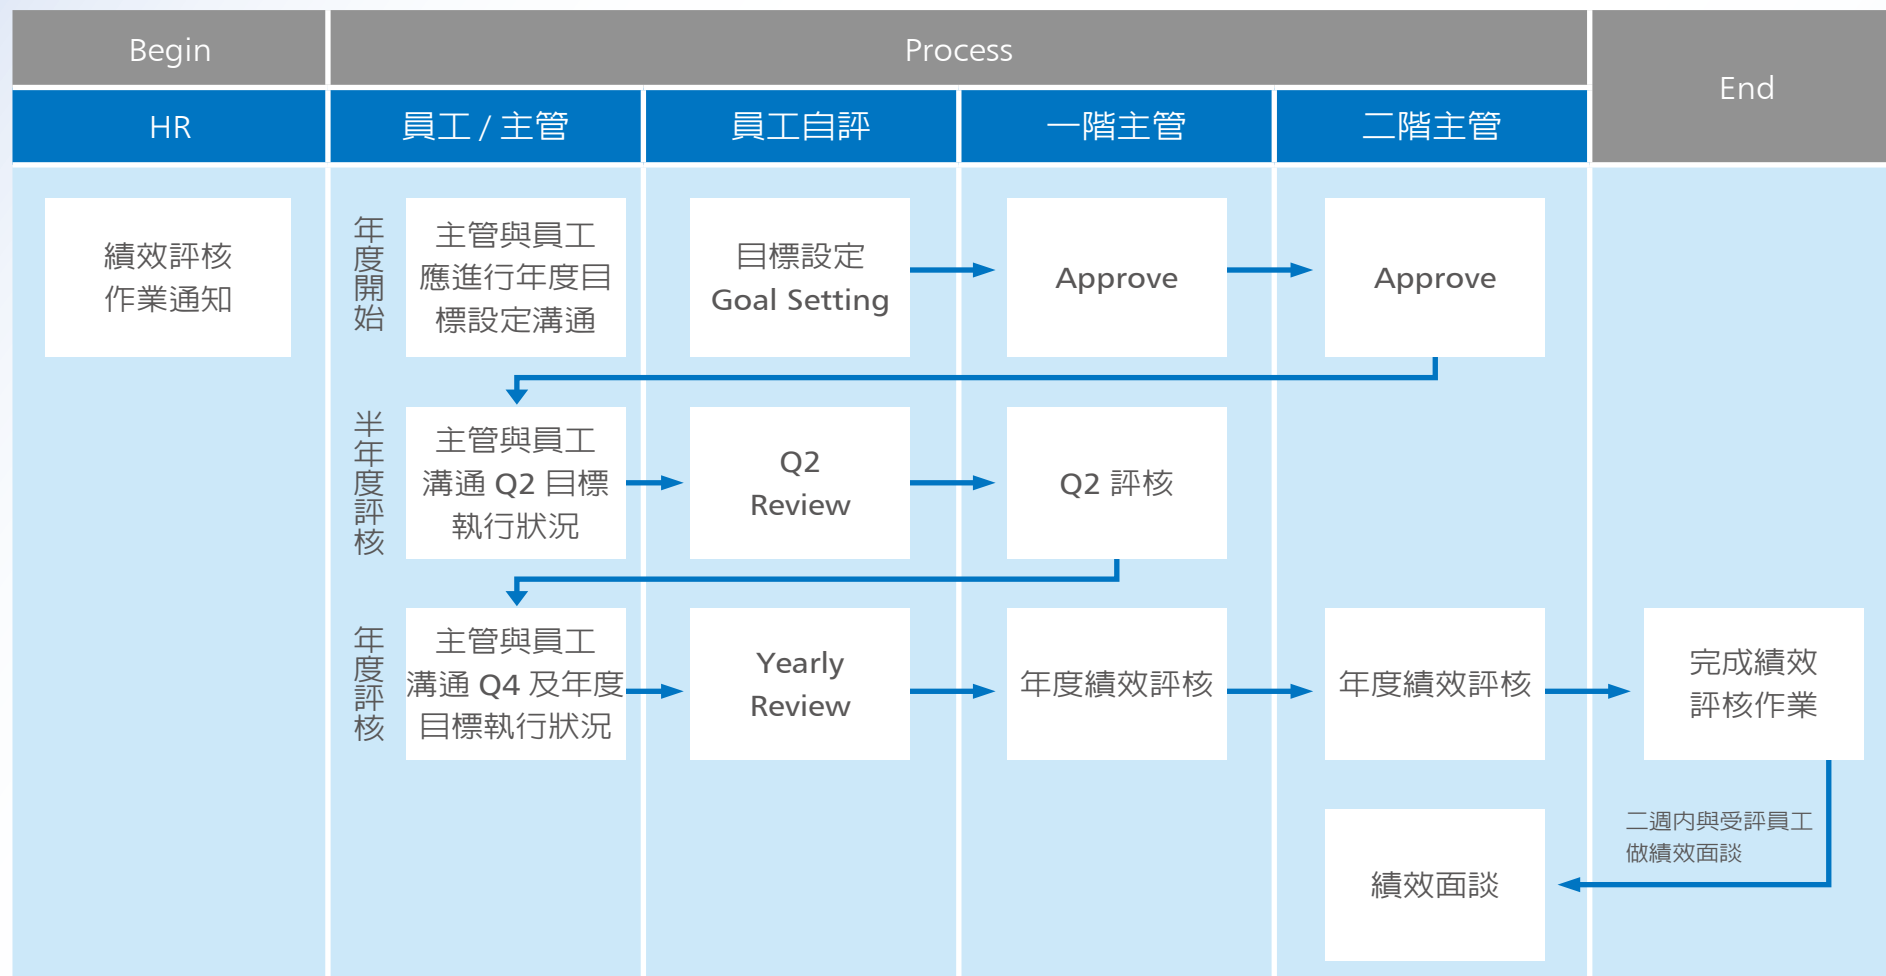 Begin
Process
End
HR
員工 / 主管
員工自評
一階主管
二階主管
績效評核
作業通知
年度開始
主管與員工
應進行年度目
標設定溝通
目標設定
Goal Setting
Approve
Approve
半年度評核
主管與員工
溝通 Q2 目標
執行狀況
Q2
Review
Q2 評核
年度評核
主管與員工
溝通 Q4 及年度
目標執行狀況
Yearly
Review
年度績效評核
年度績效評核
完成績效
評核作業
二週內與受評員工
做績效面談
績效面談